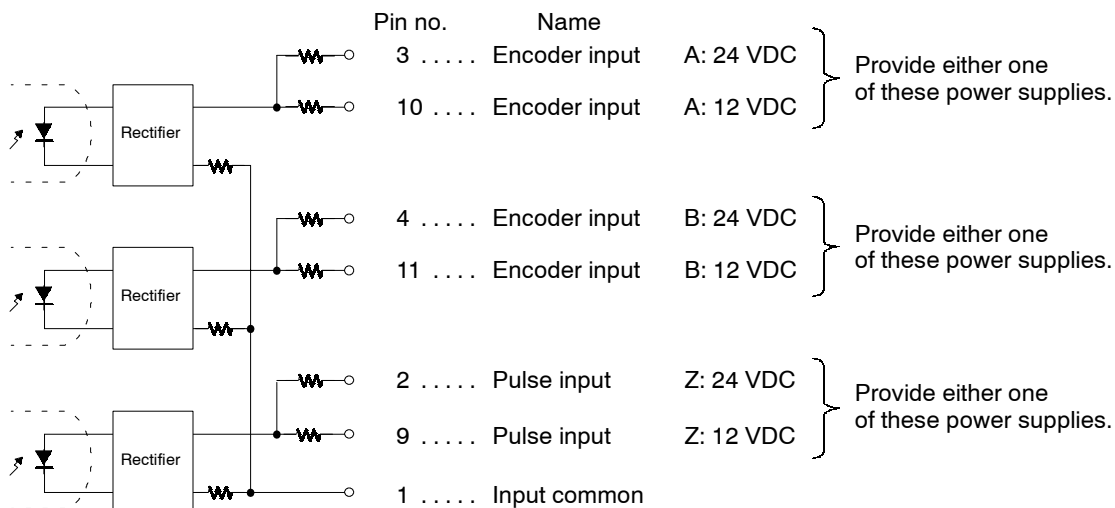 Pin no. Name
3 ..... Encoder input A: 24 VDC
Provide either one
of these power supplies.
10 .... Encoder input A: 12 VDC
Rectifier
4 ..... Encoder input B: 24 VDC
Provide either one
of these power supplies.
11 .... Encoder input B: 12 VDC
Rectifier
2 ..... Pulse input Z: 24 VDC
Provide either one
of these power supplies.
9 ..... Pulse input Z: 12 VDC
Rectifier
1 ..... Input common